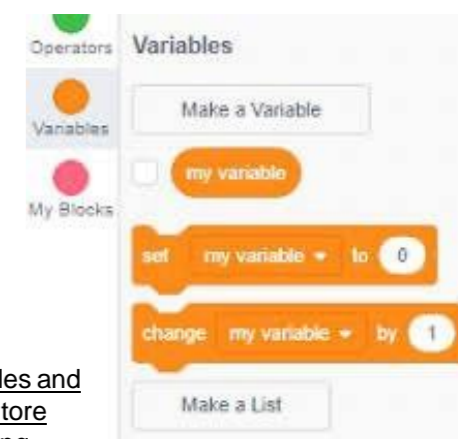 Operators
Variables
Make a Variable
Variables
my variable
My Blocks
set my variable to 0
change my variable by 1
les and
tore
Make a List